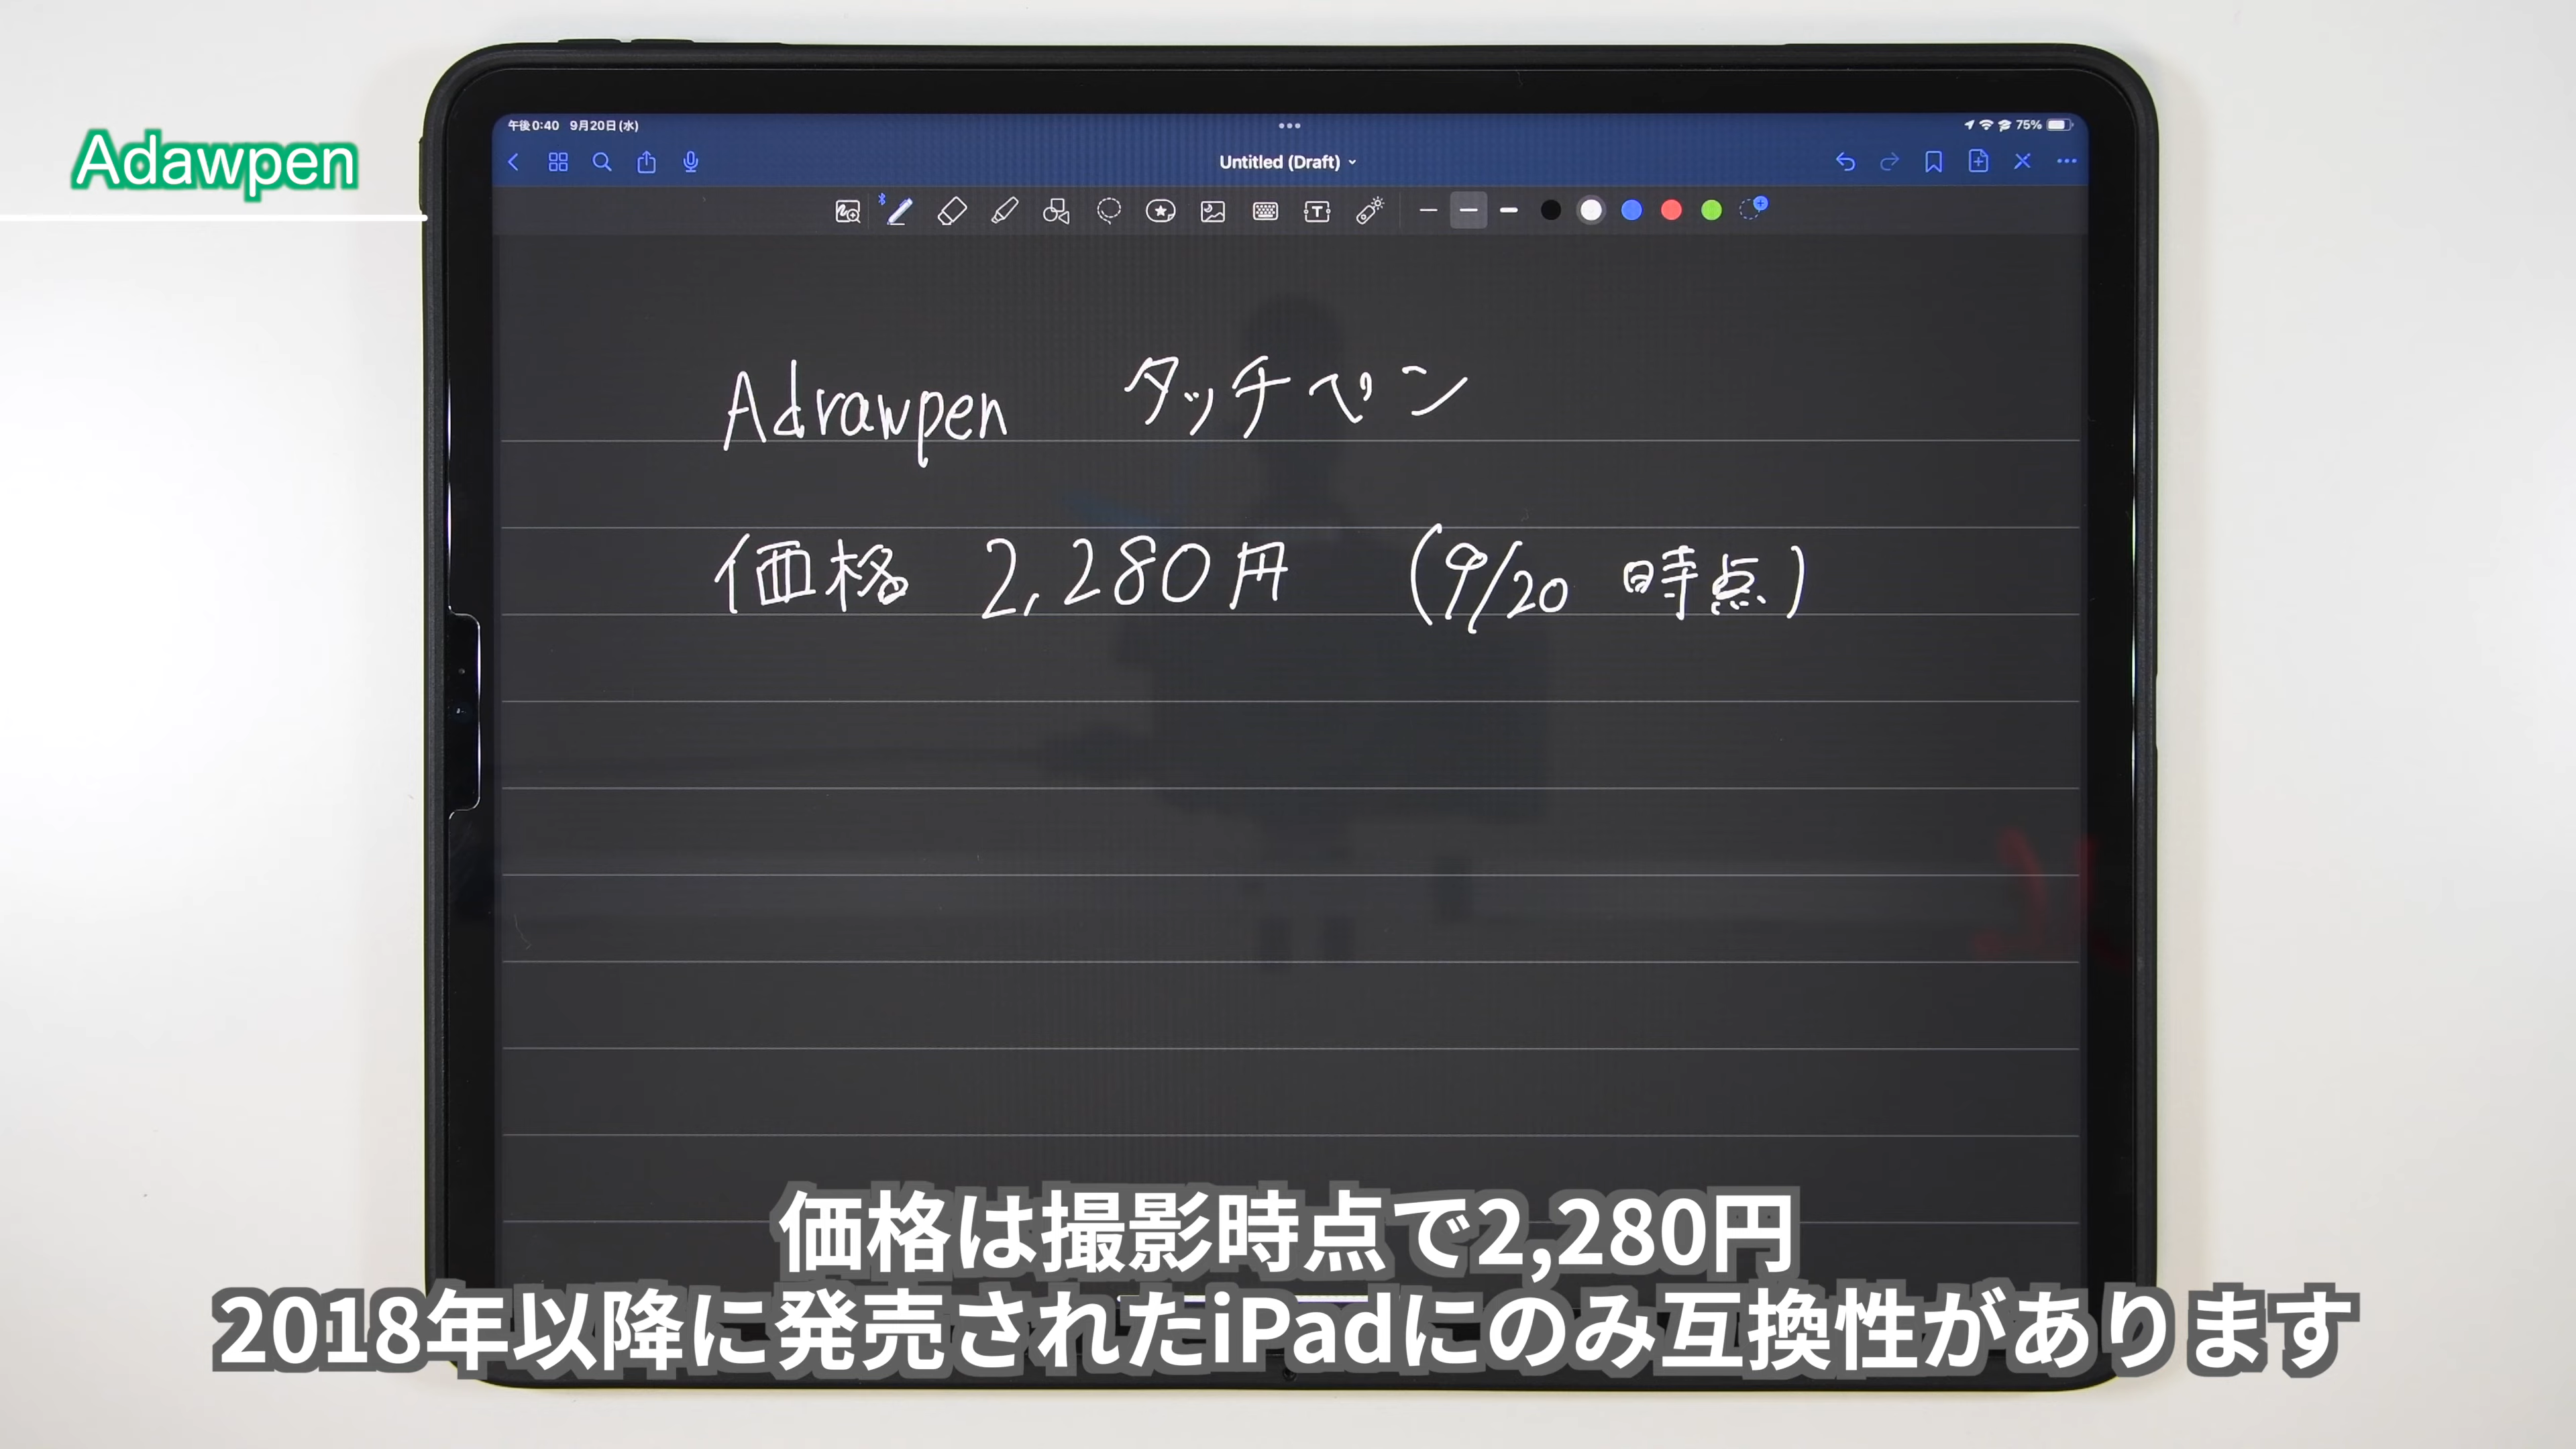 Adawpen
午後0:40 9月20日(水)
75%
Untitled (Draft)
Adrawpen タッチペン
価格 2,280円 (9/20 時点)
価格は撮影時点で2,280円
2018年以降に発売されたiPadにのみ互換性があります